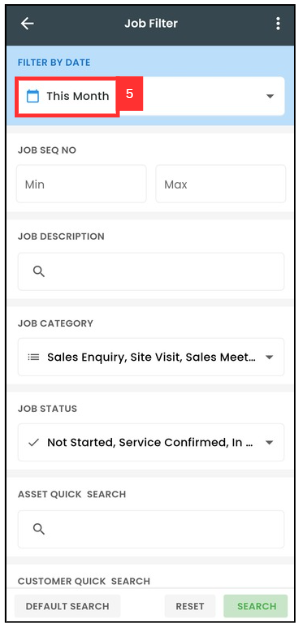 Job Filter
FILTER BY DATE
This Month
5
JOB SEQ NO
Min Max
JOB DESCRIPTION
JOB CATEGORY
Sales Enquiry, Site Visit, Sales Meet...
JOB STATUS
Not Started, Service Confirmed, In ...
ASSET QUICK SEARCH
CUSTOMER QUICK SEARCH
DEFAULT SEARCH RESET SEARCH